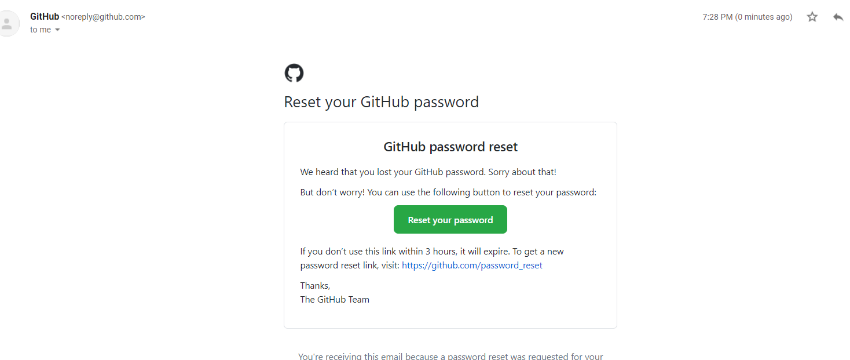 GitHub <noreply@github.com>
7:28 PM (0 minutes ago)
to me
Reset your GitHub password
GitHub password reset
We heard that you lost your GitHub password. Sorry about that!
But don't worry! You can use the following button to reset your password:
Reset your password
If you don't use this link within 3 hours, it will expire. To get a new
password reset link, visit: https://github.com/password_reset
Thanks,
The GitHub Team
You're receiving this email because a password reset was requested for your